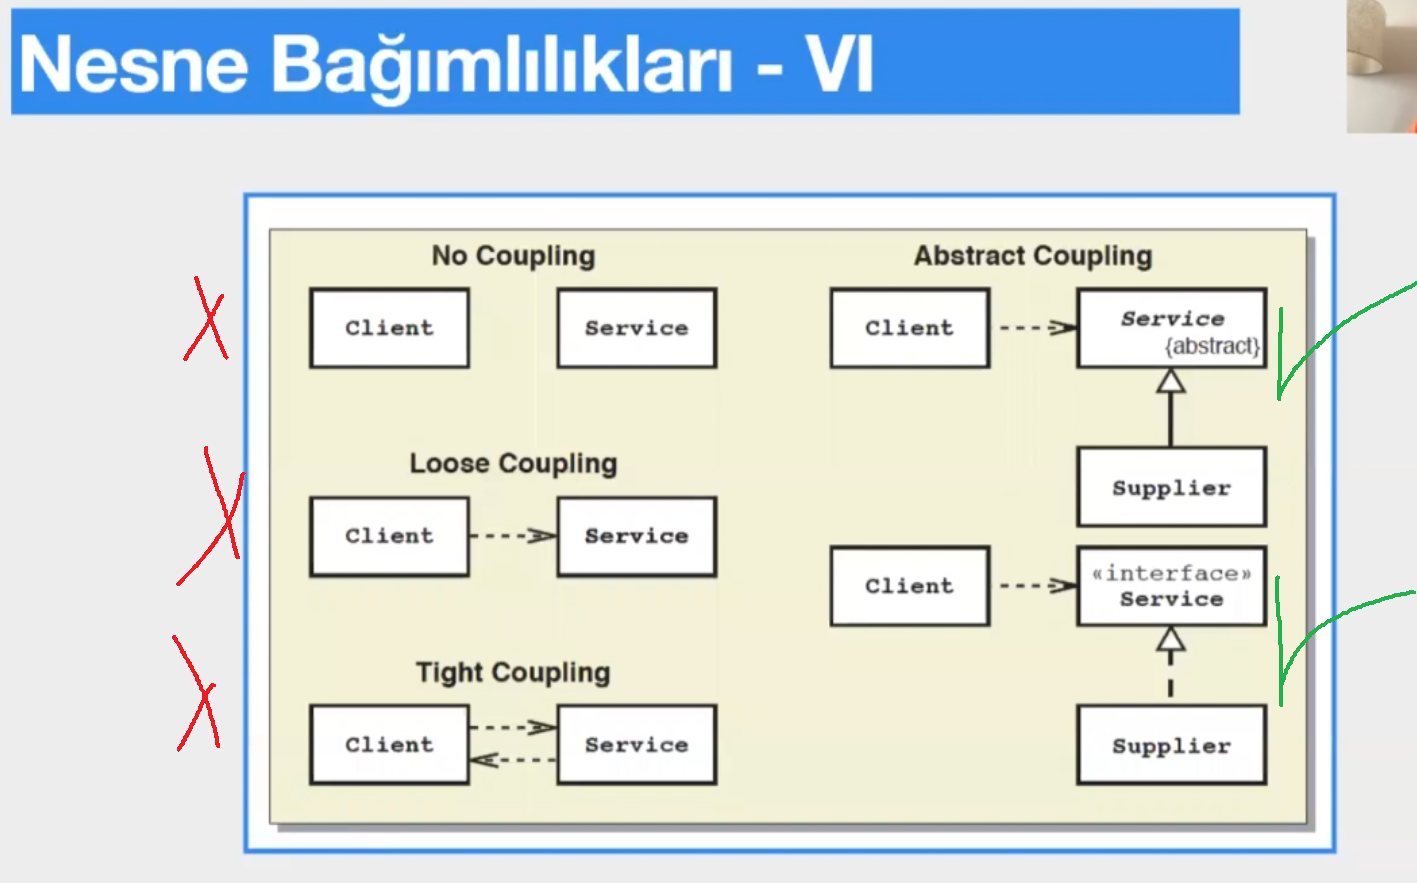 Nesne Bağımlılıkları - VI
No Coupling
Client
Service
Loose Coupling
Client
Service
Tight Coupling
Client
Service
Abstract Coupling
Client
Service
{abstract}
Supplier
Client
«interface»
Service
Supplier